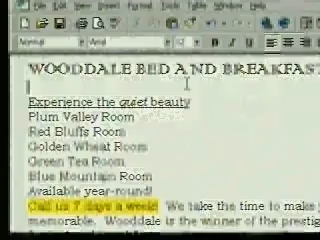 Normal
WOODDALE BED AND BREAKFAST
Experience the quiet beauty
Plum Valley Room
Red Bluffs Room
Golden Wheat Room
Green Tea Room
Blue Mountain Room
Available year-round!
Call us 7 days a week! We take the time to make
memorable. Wooddale is the winner of the prestig